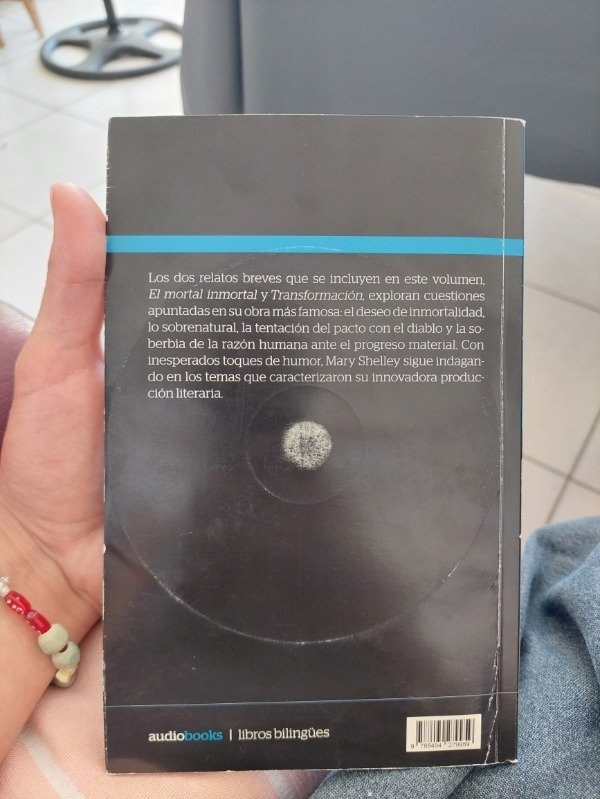 Los dos relatos breves que se incluyen en este volumen,
El mortal inmortal y Transformación, exploran cuestiones
apuntadas en su obra más famosa: el deseo de inmortalidad,
lo sobrenatural, la tentación del pacto con el diablo y la so-
berbia de la razón humana ante el progreso material. Con
inesperados toques de humor, Mary Shelley sigue indagan-
do en los temas que caracterizaron su innovadora produc-
ción literaria.
audiobooks | libros bilingües
9 788494 279959